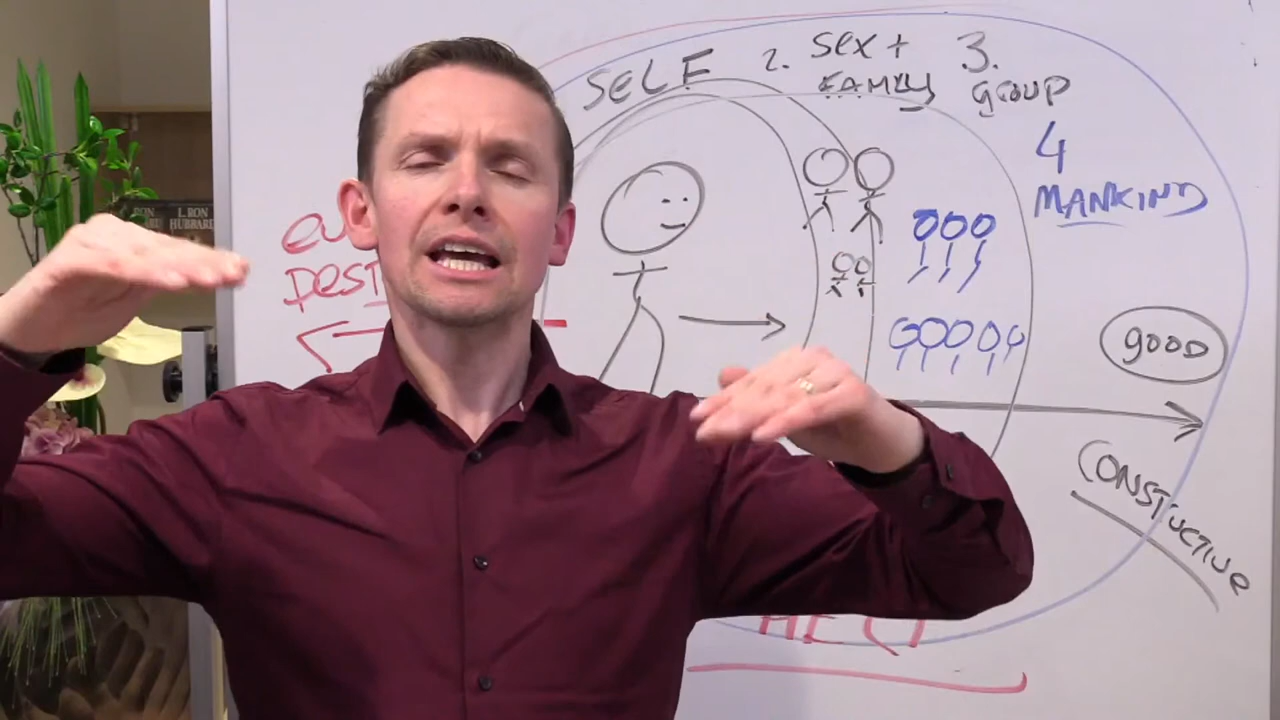 SELF
2. SEX +
FAMILY
3.
GROUP
4
MANKIND
L. RON
HUBBARD
GOOD
CONSTUCTIVE